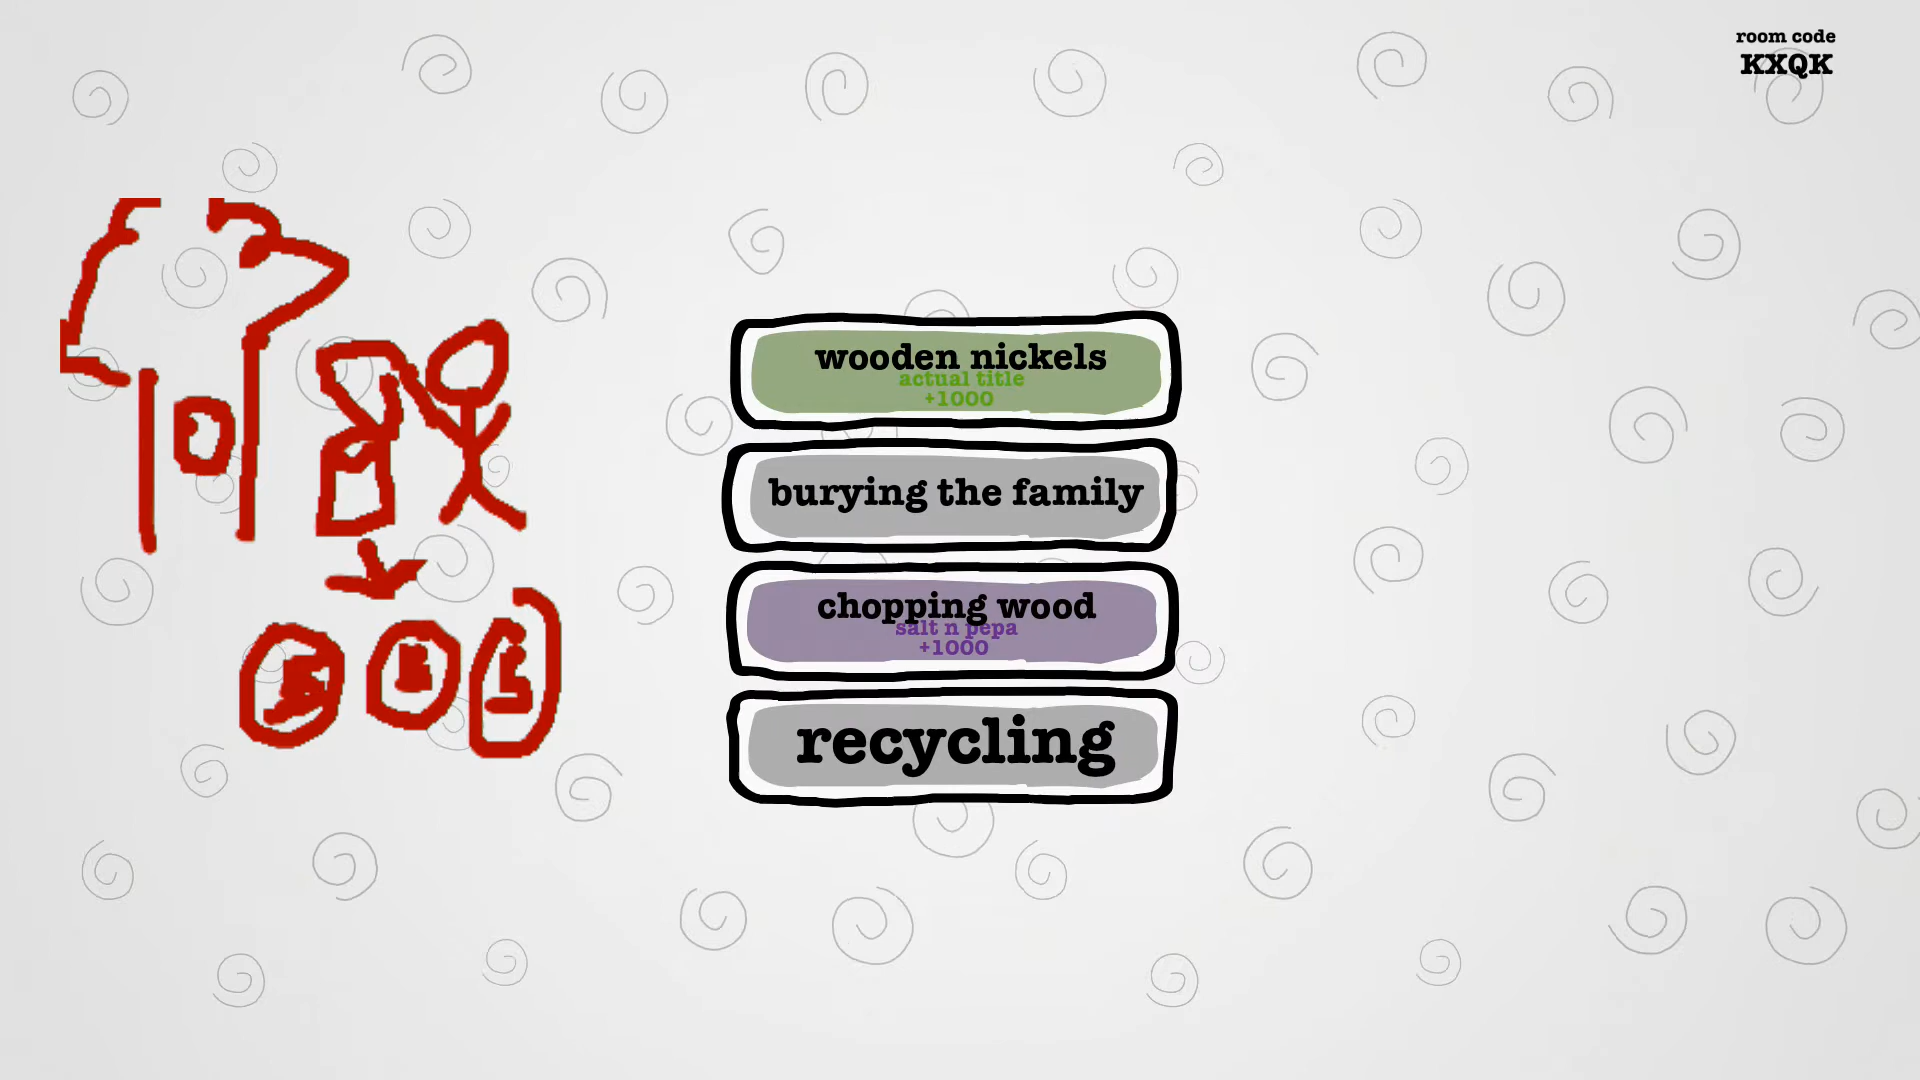 room code
KXQK
wooden nickels
actual title
+1000
burying the family
chopping wood
salt n pepa
+1000
recycling